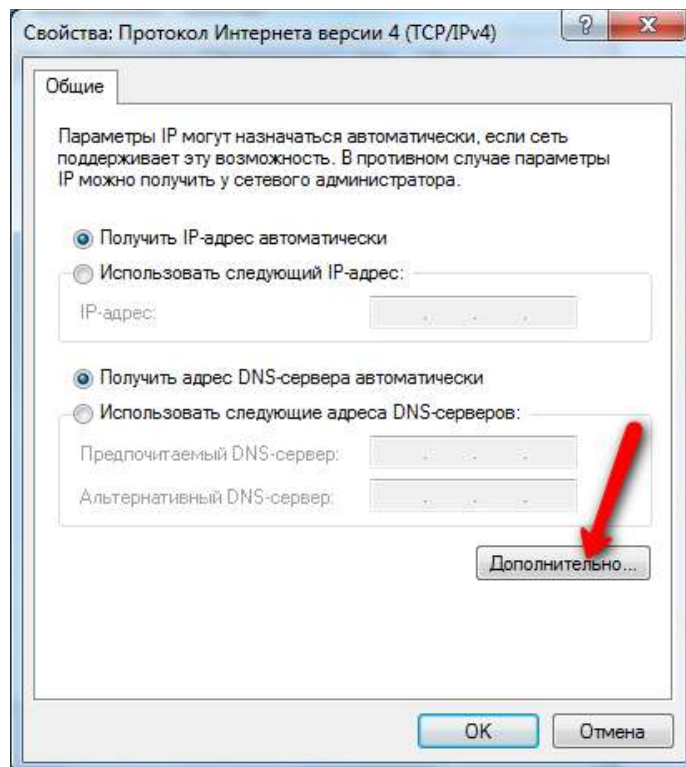 Свойства: Протокол Интернета версии 4 (TCP/IPv4)
Общие
Параметры IP могут назначаться автоматически, если сеть
поддерживает эту возможность. В противном случае параметры
IP можно получить у сетевого администратора.
Получить IP-адрес автоматически
Использовать следующий IP-адрес:
IP-адрес:
Получить адрес DNS-сервера автоматически
Использовать следующие адреса DNS-серверов:
Предпочитаемый DNS-сервер:
Альтернативный DNS-сервер:
Дополнительно...
OK
Отмена